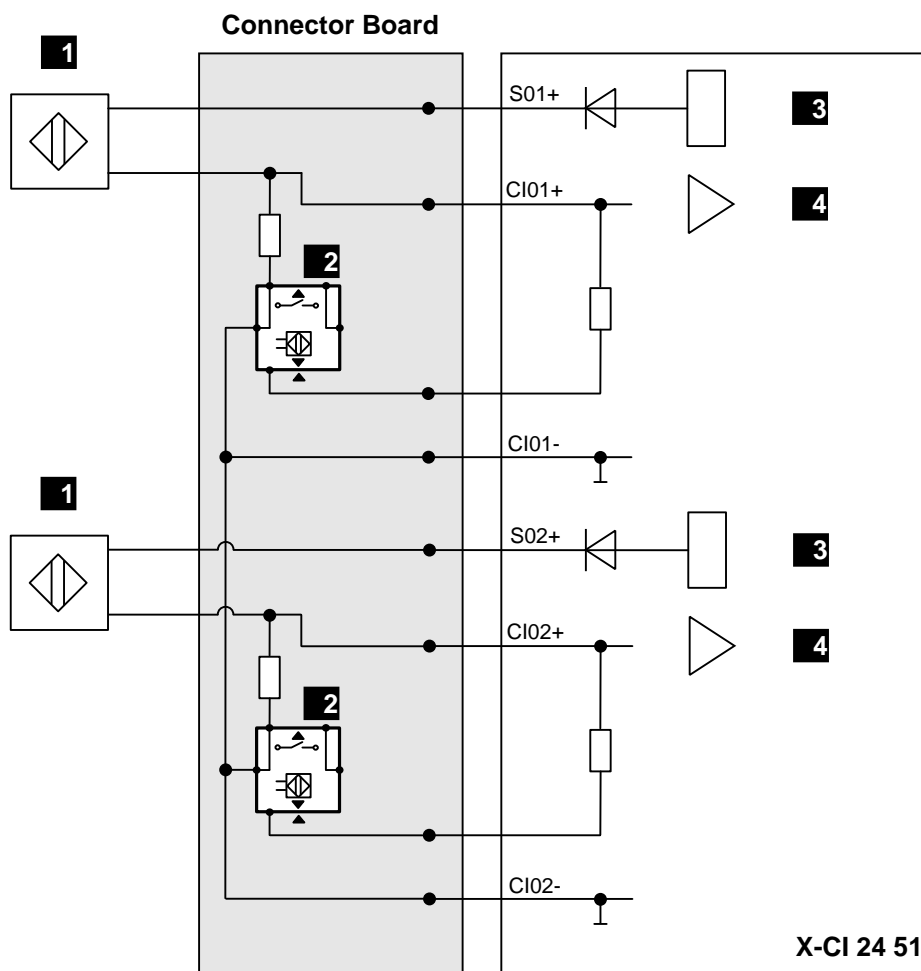 Connector Board
1
S01+
3
CI01+
4
2
CI01-
1
S02+
3
CI02+
4
2
CI02-
X-CI 24 51